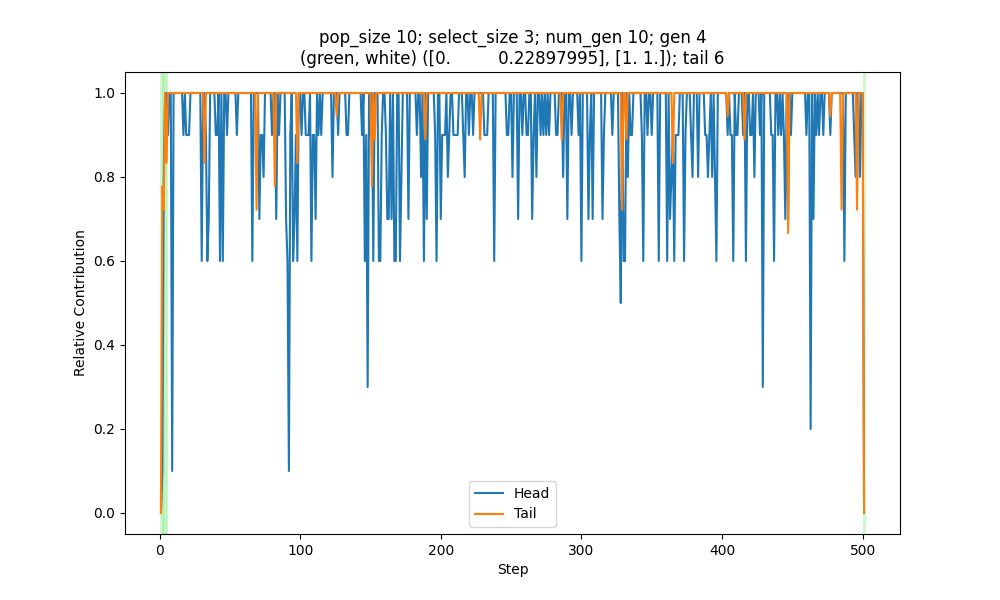 pop_size 10; select_size 3; num_gen 10; gen 4
(green, white) ([0.         0.22897995], [1. 1.]); tail 6
1.0
0.8
0.6
0.4
0.2
0.0
Relative Contribution
Head
Tail
0
100
200
300
400
500
Step